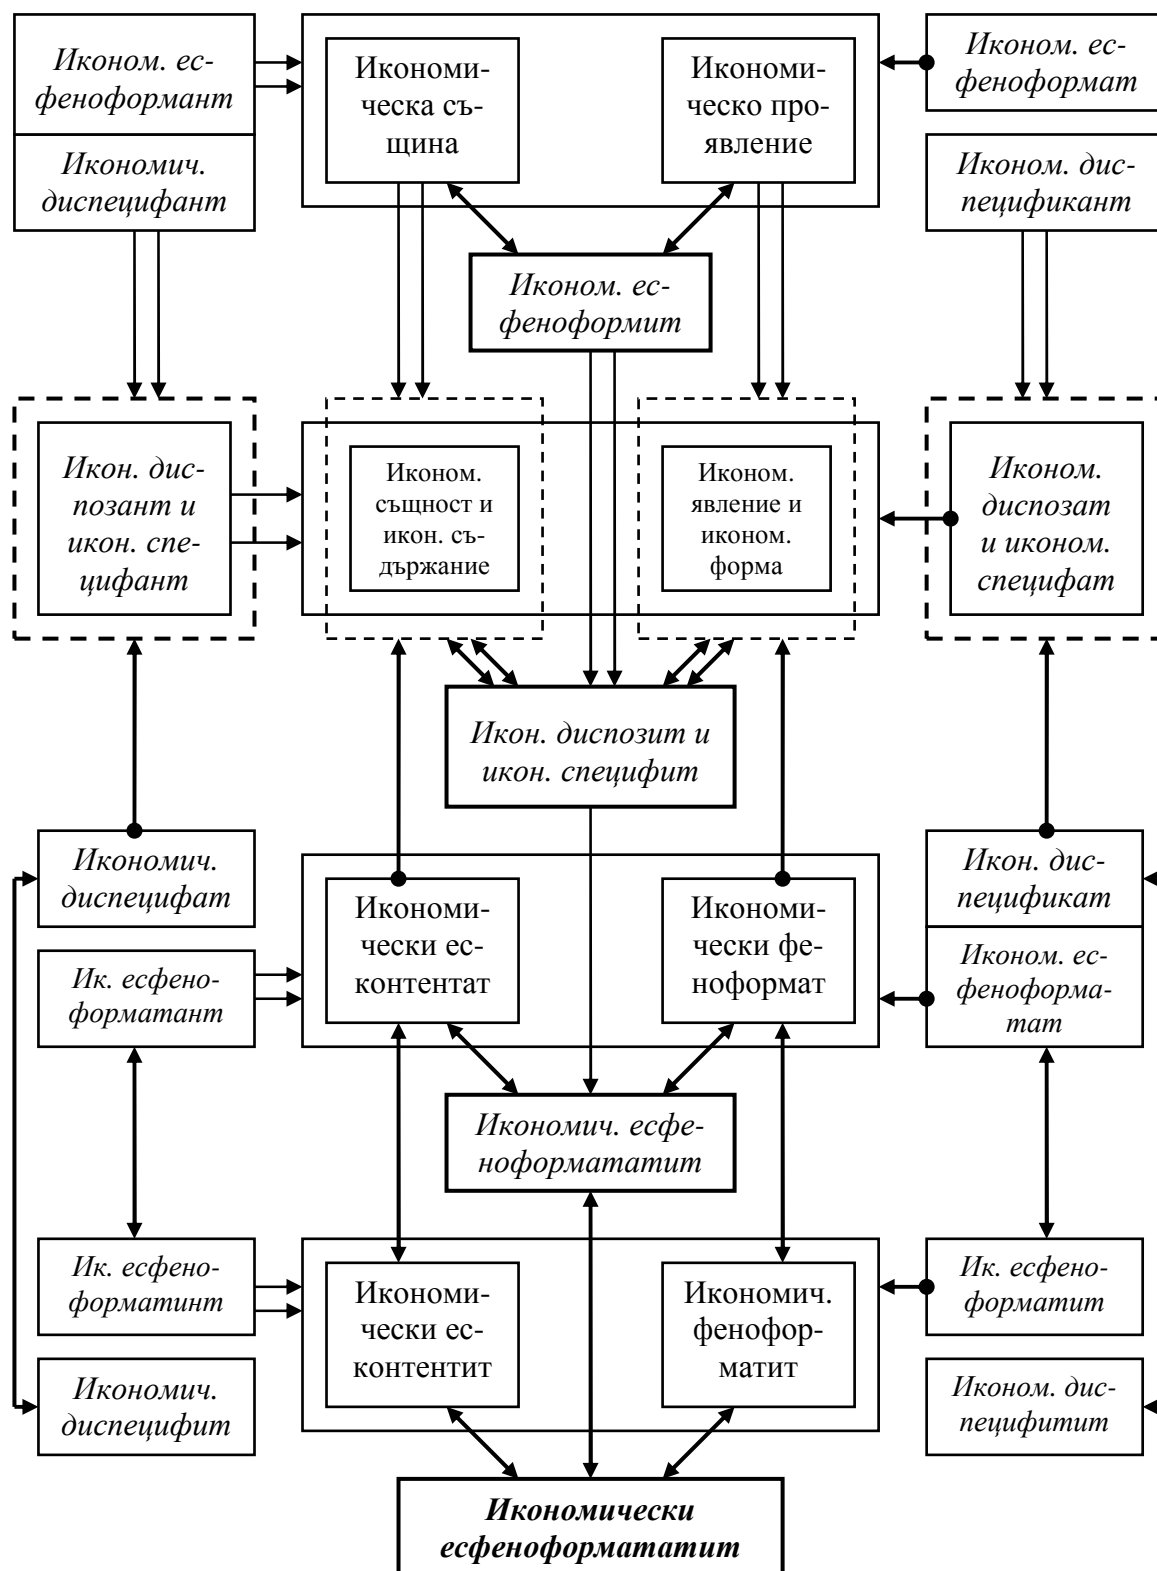 Иконом. ес-
феноформант
Икономи-
ческа съ-
щина
Икономи-
ческо про-
явление
Иконом. ес-
феноформат
Икономич.
диспецифант
Иконом. дис-
пецификант
Иконом. ес-
феноформит
Икон. дис-
позант и
икон. спе-
цифант
Иконом.
същност и
икон. съ-
държание
Иконом.
явление и
иконом.
форма
Иконом.
диспозат
и иконом.
специфат
Икон. диспозит и
икон. специфит
Икономич.
диспецифат
Икономи-
чески ес-
контентат
Икономи-
чески фе-
ноформат
Икон. дис-
пецификат
Ик. есфено-
форматант
Иконом. ес-
феноформа-
тат
Икономич. есфе-
ноформататит
Ик. есфено-
форматинт
Икономи-
чески ес-
контентит
Икономич.
фенофор-
матит
Ик. есфено-
форматит
Икономич.
диспецифит
Иконом. дис-
пецифитит
Икономически
есфеноформататит